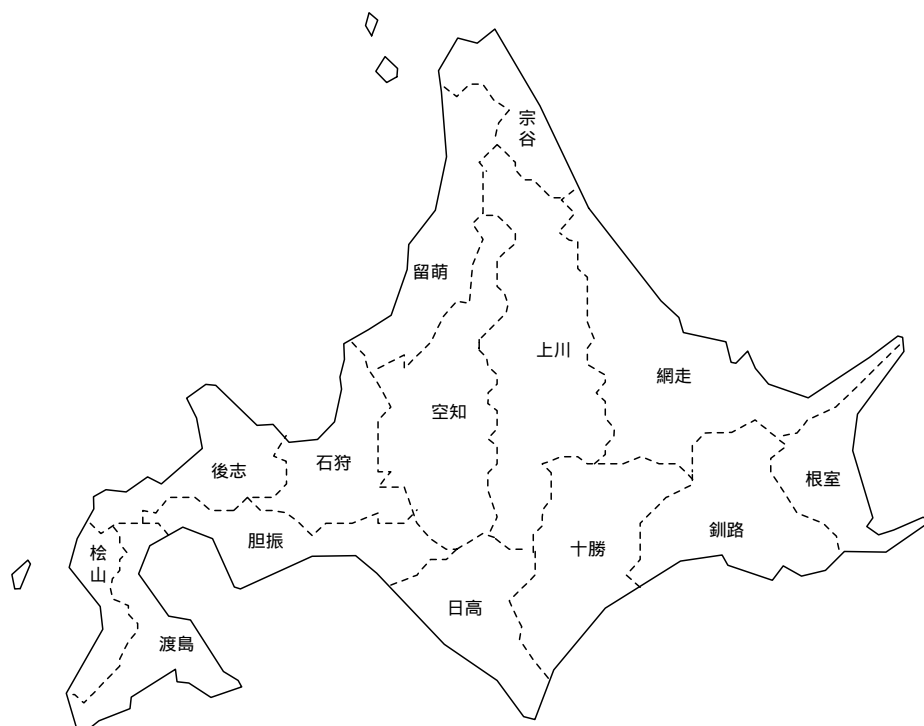 宗谷
留萌
上川
網走
空知
後志
石狩
根室
釧路
胆振
十勝
桧山
日高
渡島